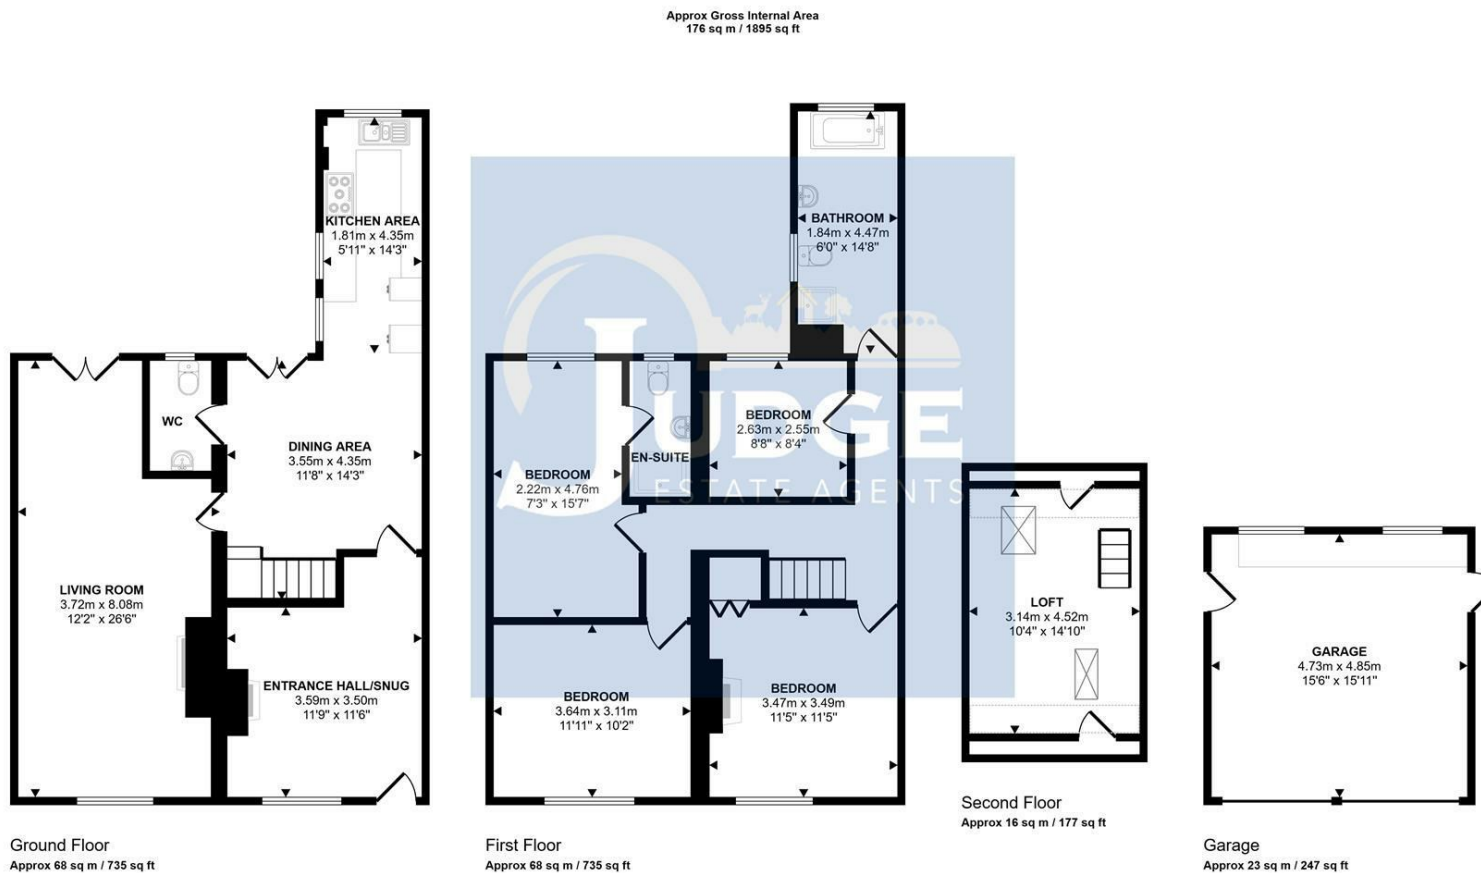 Approx Gross Internal Area
176 sq m / 1895 sq ft
KITCHEN AREA
1.81m x 4.35m
5'11" x 14'3"
WC
DINING AREA
3.55m x 4.35m
11'8" x 14'3"
LIVING ROOM
3.72m x 8.08m
12'2" x 26'6"
ENTRANCE HALL/SNUG
3.59m x 3.50m
11'9" x 11'6"
Ground Floor
Approx 68 sq m / 735 sq ft
BATHROOM
1.84m x 4.47m
6'0" x 14'8"
JUDGE
ESTATE AGENTS
BEDROOM
2.63m x 2.55m
8'8" x 8'4"
EN-SUITE
BEDROOM
2.22m x 4.76m
7'3" x 15'7"
BEDROOM
3.64m x 3.11m
11'11" x 10'2"
BEDROOM
3.47m x 3.49m
11'5" x 11'5"
First Floor
Approx 68 sq m / 735 sq ft
LOFT
3.14m x 4.52m
10'4" x 14'10"
Second Floor
Approx 16 sq m / 177 sq ft
GARAGE
4.73m x 4.85m
15'6" x 15'11"
Garage
Approx 23 sq m / 247 sq ft